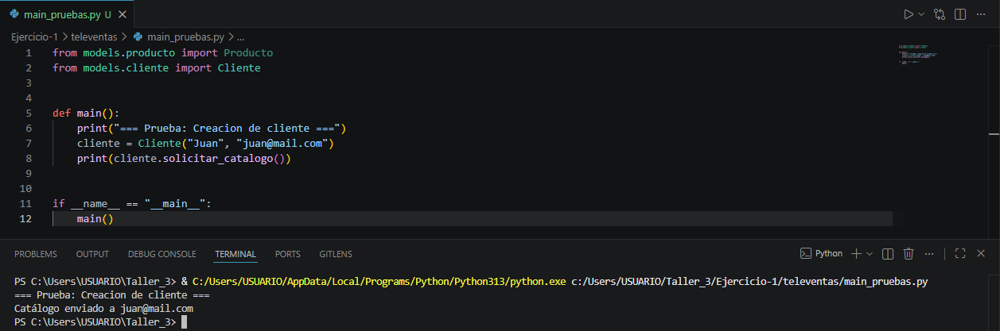 main_pruebas.py U
Ejercicio-1 > televentas > main_pruebas.py > ...
1 from models.producto import Producto
2 from models.cliente import Cliente
3
4
5 def main():
6     print("=== Prueba: Creacion de cliente ===")
7     cliente = Cliente("Juan", "juan@mail.com")
8     print(cliente.solicitar_catalogo())
9
10
11 if __name__ == "__main__":
12     main()
PROBLEMS OUTPUT DEBUG CONSOLE TERMINAL PORTS GITLENS Python
PS C:\Users\USUARIO\Taller_3> & C:/Users/USUARIO/AppData/Local/Programs/Python/Python313/python.exe c:/Users/USUARIO/Taller_3/Ejercicio-1/televentas/main_pruebas.py
=== Prueba: Creacion de cliente ===
Catálogo enviado a juan@mail.com
PS C:\Users\USUARIO\Taller_3>